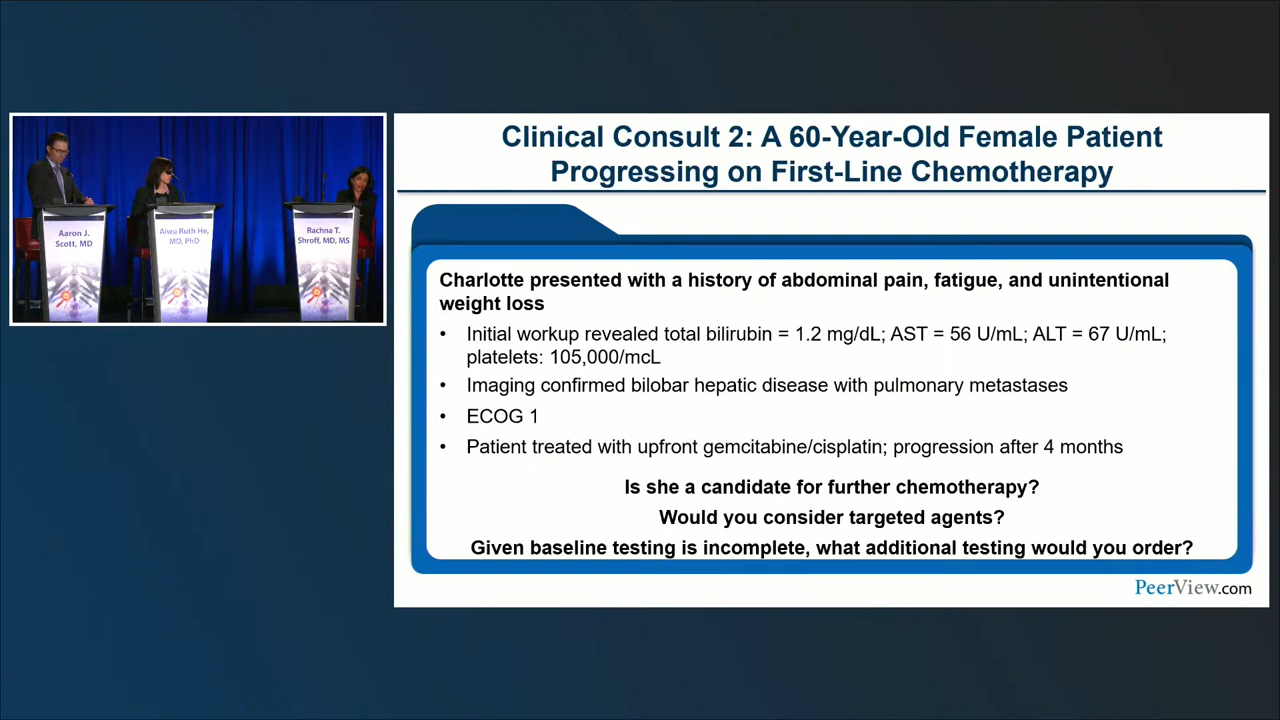 Clinical Consult 2: A 60-Year-Old Female Patient
Progressing on First-Line Chemotherapy
Aaron J.
Scott, MD
Aiwu Ruth He,
MD, PhD
Rachna T.
Shroff, MD, MS
Charlotte presented with a history of abdominal pain, fatigue, and unintentional
weight loss
• Initial workup revealed total bilirubin = 1.2 mg/dL; AST = 56 U/mL; ALT = 67 U/mL;
platelets: 105,000/mcL
• Imaging confirmed bilobar hepatic disease with pulmonary metastases
• ECOG 1
• Patient treated with upfront gemcitabine/cisplatin; progression after 4 months
Is she a candidate for further chemotherapy?
Would you consider targeted agents?
Given baseline testing is incomplete, what additional testing would you order?
PeerView.com